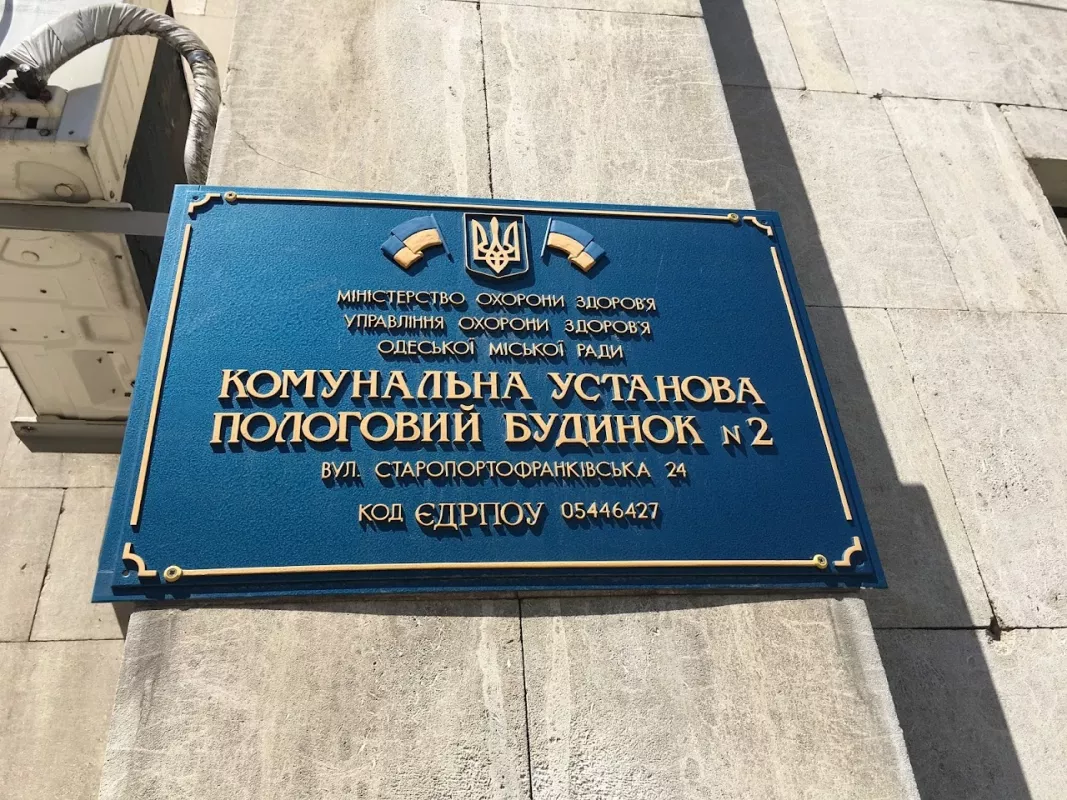 МІНІСТЕРСТВО ОХОРОНИ ЗДОРОВ'Я
УПРАВЛІННЯ ОХОРОНИ ЗДОРОВ'Я
ОДЕСЬКОЇ МІСЬКОЇ РАДИ
КОМУНАЛЬНА УСТАНОВА
ПОЛОГОВИЙ БУДИНОК N 2
ВУЛ. СТАРОПОРТОФРАНКІВСЬКА 24
КОД ЄДРПОУ 05446427